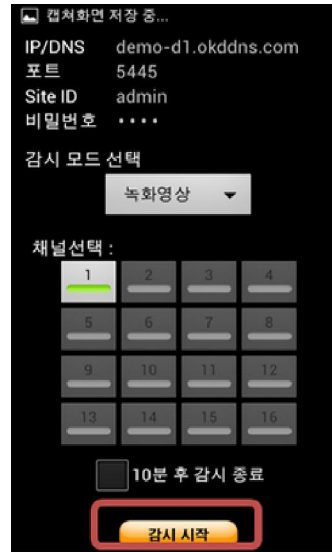 캡쳐화면 저장 중...
IP/DNS demo-d1.okddns.com
포트 5445
Site ID admin
비밀번호 ····
감시 모드 선택
녹화영상
채널선택 :
1 2 3 4
5 6 7 8
9 10 11 12
13 14 15 16
10분 후 감시 종료
감시 시작